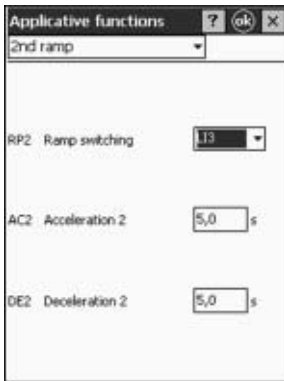 Applicative functions ? ok ×
2nd ramp
RP2 Ramp switching LI3
AC2 Acceleration 2 5,0 s
DE2 Deceleration 2 5,0 s